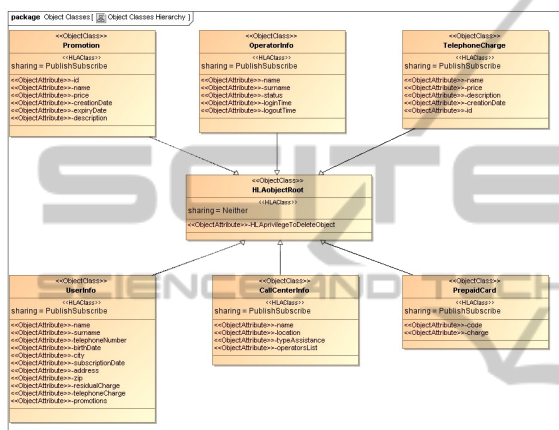 package Object Classes [ Object Classes Hierarchy ]
<<ObjectClass>>
Promotion
<<HLAClass>>
sharing = PublishSubscribe
<<ObjectAttribute>>-id
<<ObjectAttribute>>-name
<<ObjectAttribute>>-price
<<ObjectAttribute>>-creationDate
<<ObjectAttribute>>-expiryDate
<<ObjectAttribute>>-description
<<ObjectClass>>
OperatorInfo
<<HLAClass>>
sharing = PublishSubscribe
<<ObjectAttribute>>-name
<<ObjectAttribute>>-surname
<<ObjectAttribute>>-status
<<ObjectAttribute>>-loginTime
<<ObjectAttribute>>-logoutTime
<<ObjectClass>>
TelephoneCharge
<<HLAClass>>
sharing = PublishSubscribe
<<ObjectAttribute>>-name
<<ObjectAttribute>>-price
<<ObjectAttribute>>-description
<<ObjectAttribute>>-creationDate
<<ObjectAttribute>>-id
<<ObjectClass>>
HLAobjectRoot
<<HLAClass>>
sharing = Neither
<<ObjectAttribute>>-HLAprivilegeToDeleteObject
<<ObjectClass>>
UserInfo
<<HLAClass>>
sharing = PublishSubscribe
<<ObjectAttribute>>-name
<<ObjectAttribute>>-surname
<<ObjectAttribute>>-telephoneNumber
<<ObjectAttribute>>-birthDate
<<ObjectAttribute>>-city
<<ObjectAttribute>>-subscriptionDate
<<ObjectAttribute>>-address
<<ObjectAttribute>>-zip
<<ObjectAttribute>>-residualCharge
<<ObjectAttribute>>-telephoneCharge
<<ObjectAttribute>>-promotions
<<ObjectClass>>
CallCenterInfo
<<HLAClass>>
sharing = PublishSubscribe
<<ObjectAttribute>>-name
<<ObjectAttribute>>-location
<<ObjectAttribute>>-typeAssistance
<<ObjectAttribute>>-operatorsList
<<ObjectClass>>
PrepaidCard
<<HLAClass>>
sharing = PublishSubscribe
<<ObjectAttribute>>-code
<<ObjectAttribute>>-charge
SCITE
SCIENCE AND TECH